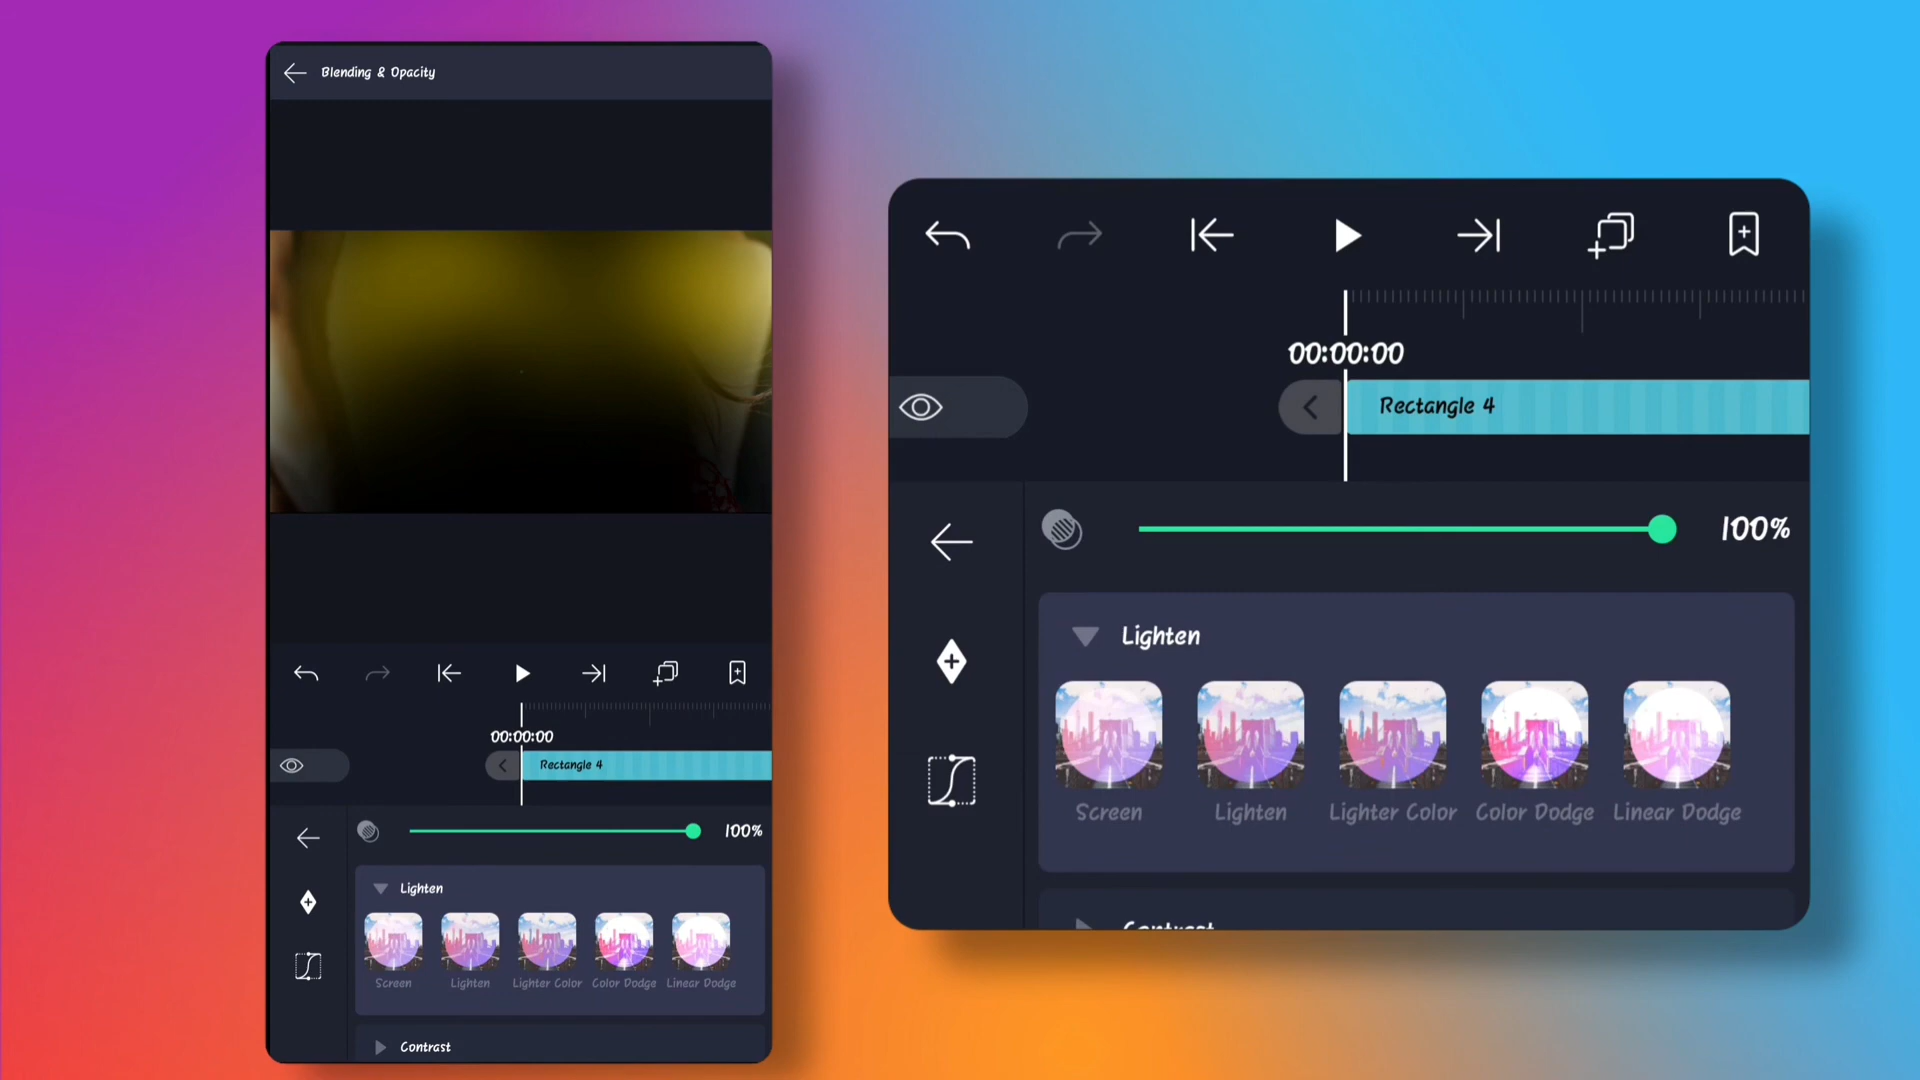 Blending & Opacity
00:00:00
Rectangle 4
100%
Lighten
Screen Lighten Lighter Color Color Dodge Linear Dodge
Contrast
00:00:00
Rectangle 4
100%
Lighten
Screen Lighten Lighter Color Color Dodge Linear Dodge
Contrast